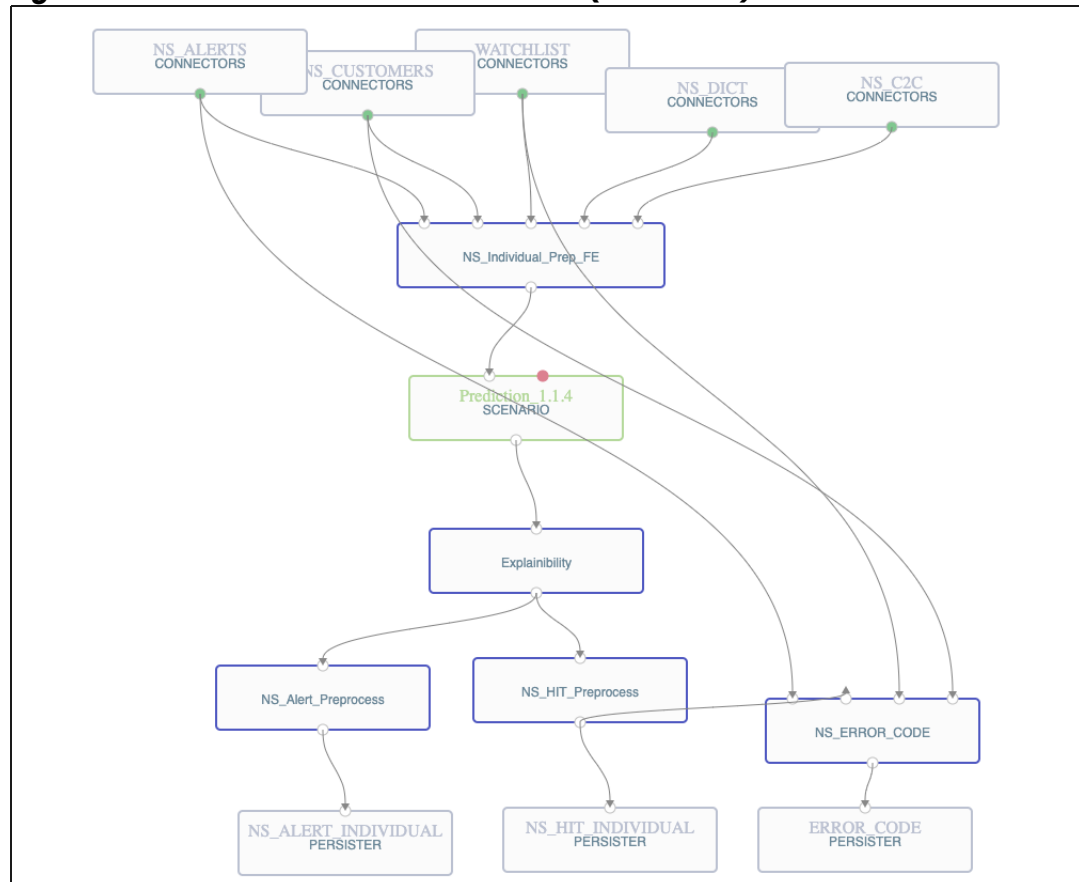 NS_ALERTS
CONNECTORS
NS_CUSTOMERS
CONNECTORS
WATCHLIST
CONNECTORS
NS_DICT
CONNECTORS
NS_C2C
CONNECTORS
NS_Individual_Prep_FE
Prediction_1.1.4
SCENARIO
Explainibility
NS_Alert_Preprocess
NS_HIT_Preprocess
NS_ERROR_CODE
NS_ALERT_INDIVIDUAL
PERSISTER
NS_HIT_INDIVIDUAL
PERSISTER
ERROR_CODE
PERSISTER